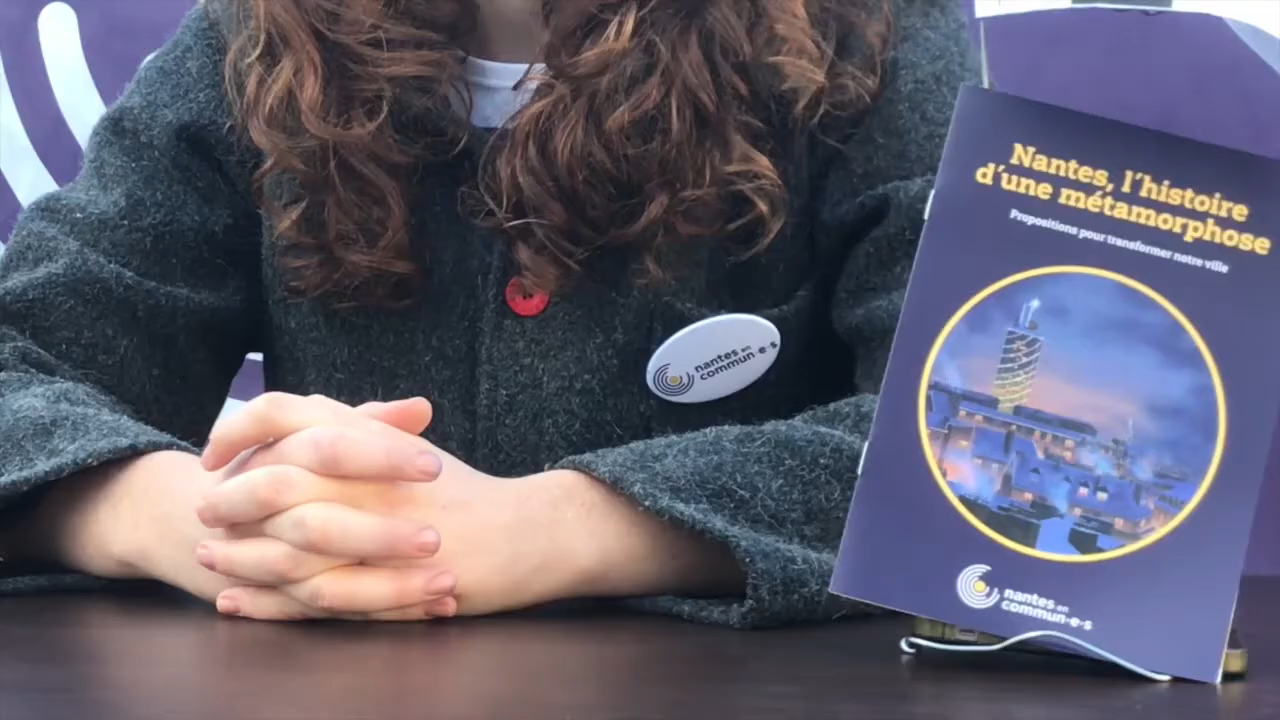 Nantes, l'histoire
d'une métamorphose
Propositions pour transformer notre ville
nantes en
commun·e·s
nantes en
commun·e·s